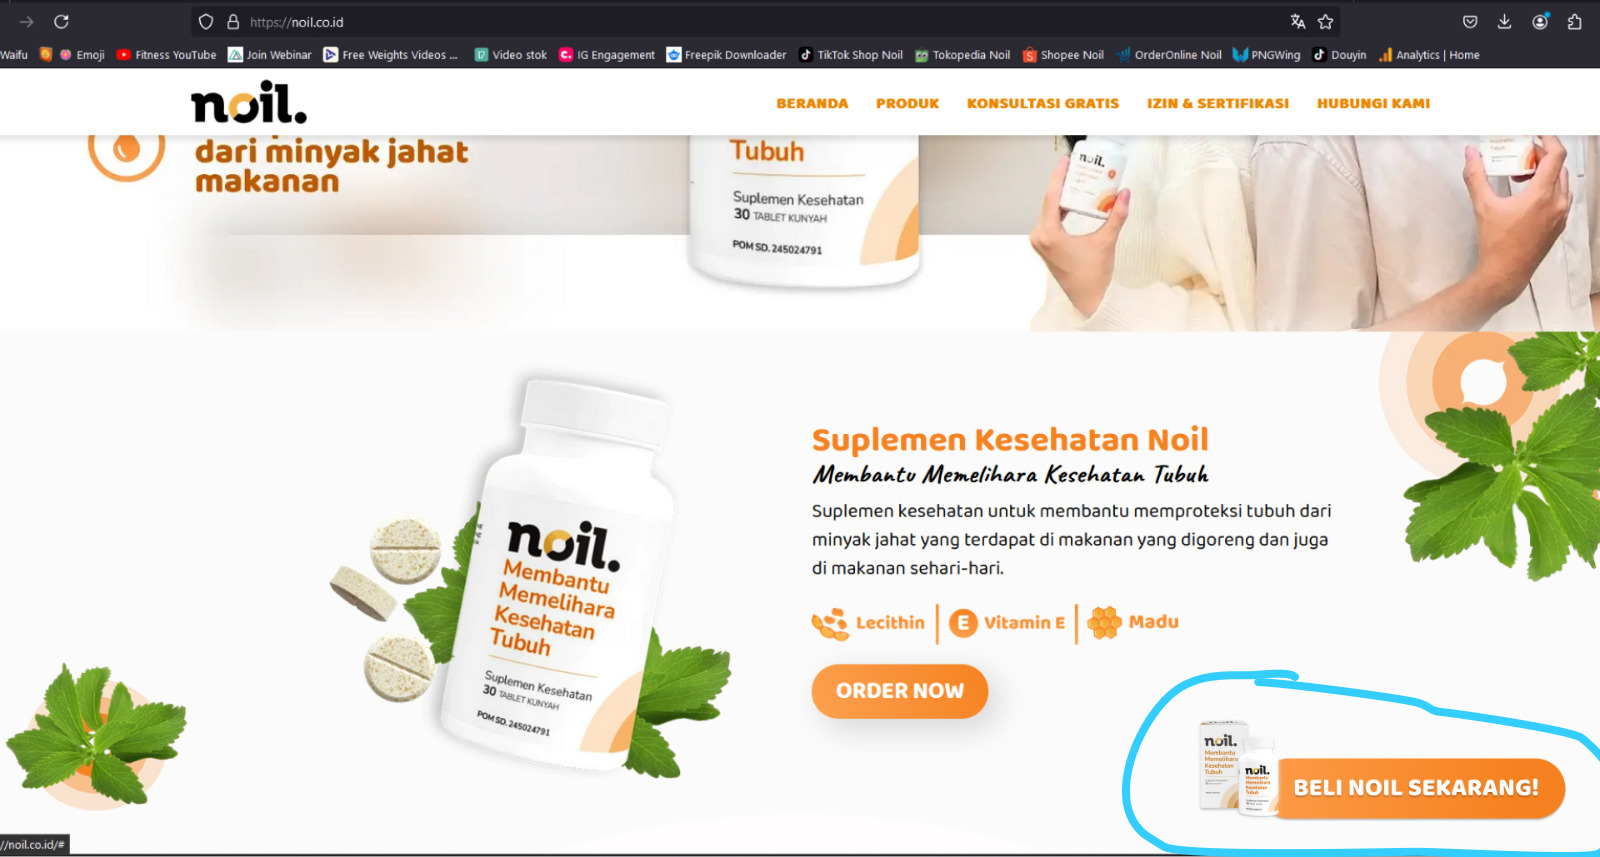 https://noil.co.id
Waifu
Emoji
Fitness YouTube
Join Webinar
Free Weights Videos ...
Video stok
IG Engagement
Freepik Downloader
TikTok Shop Noil
Tokopedia Noil
Shopee Noil
OrderOnline Noil
PNGWing
Douyin
Analytics | Home
noil.
BERANDA
PRODUK
KONSULTASI GRATIS
IZIN & SERTIFIKASI
HUBUNGI KAMI
dari minyak jahat
makanan
Tubuh
Suplemen Kesehatan
30 TABLET KUNYAH
POM SD. 245024791
noil.
noil.
Membantu
Memelihara
Kesehatan
Tubuh
Suplemen Kesehatan
30 TABLET KUNYAH
POM SD. 245024791
Suplemen Kesehatan Noil
Membantu Memelihara Kesehatan Tubuh
Suplemen kesehatan untuk membantu memproteksi tubuh dari
minyak jahat yang terdapat di makanan yang digoreng dan juga
di makanan sehari-hari.
Lecithin
E
Vitamin E
Madu
ORDER NOW
noil.
Membantu
Memelihara
Kesehatan
Tubuh
noil.
Membantu
Memelihara
Kesehatan
Tubuh
BELI NOIL SEKARANG!
//noil.co.id/#